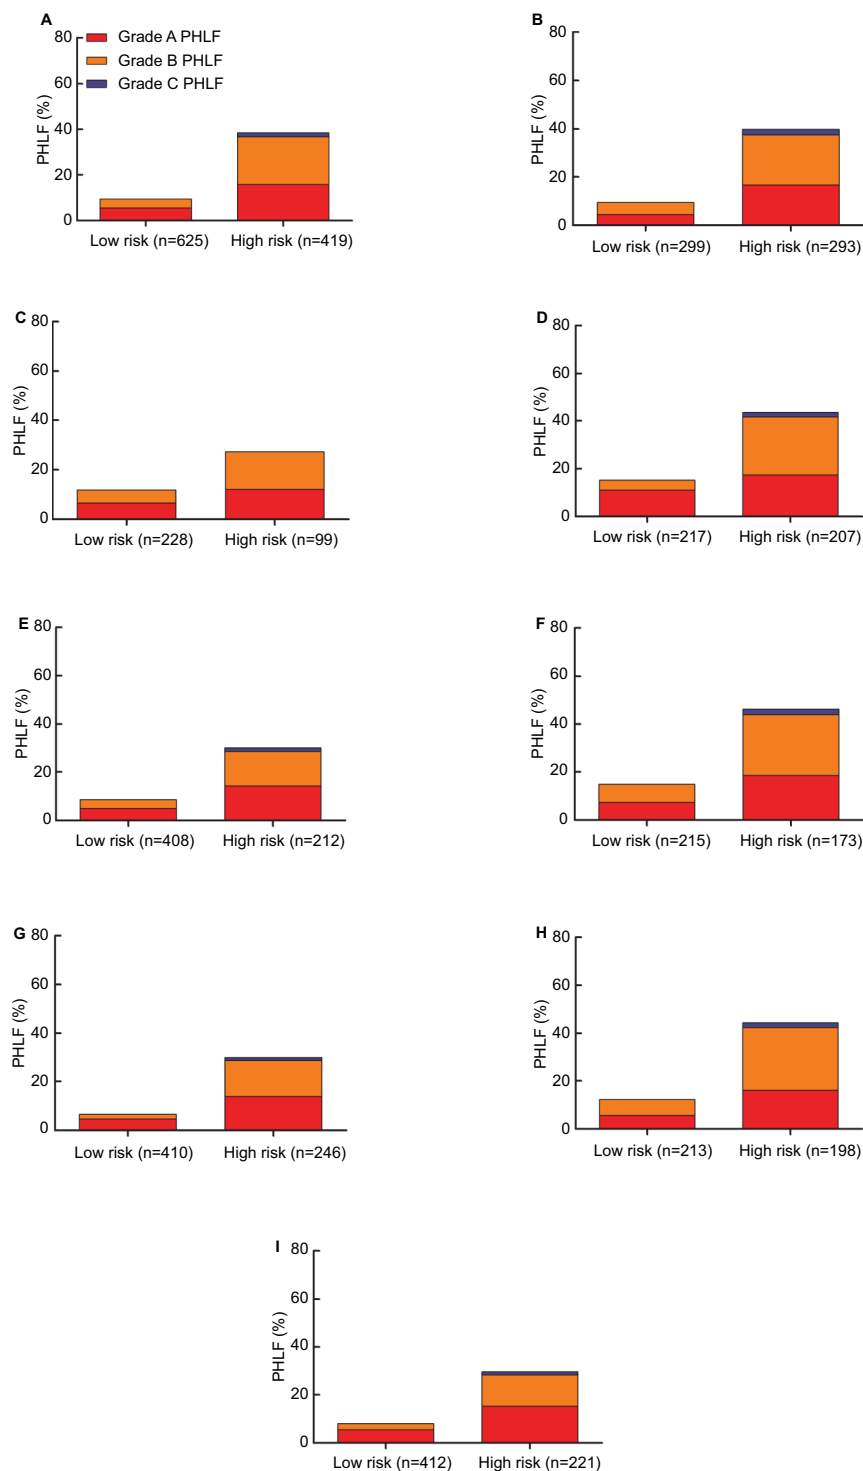 A
80
60
40
20
0
PHLF (%)
Grade A PHLF
Grade B PHLF
Grade C PHLF
Low risk (n=625) High risk (n=419)
B
80
60
40
20
0
PHLF (%)
Low risk (n=299) High risk (n=293)
C
80
60
40
20
0
PHLF (%)
Low risk (n=228) High risk (n=99)
D
80
60
40
20
0
PHLF (%)
Low risk (n=217) High risk (n=207)
E
80
60
40
20
0
PHLF (%)
Low risk (n=408) High risk (n=212)
F
80
60
40
20
0
PHLF (%)
Low risk (n=215) High risk (n=173)
G
80
60
40
20
0
PHLF (%)
Low risk (n=410) High risk (n=246)
H
80
60
40
20
0
PHLF (%)
Low risk (n=213) High risk (n=198)
I
80
60
40
20
0
PHLF (%)
Low risk (n=412) High risk (n=221)